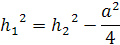 h₁² = h₂² − a²/4